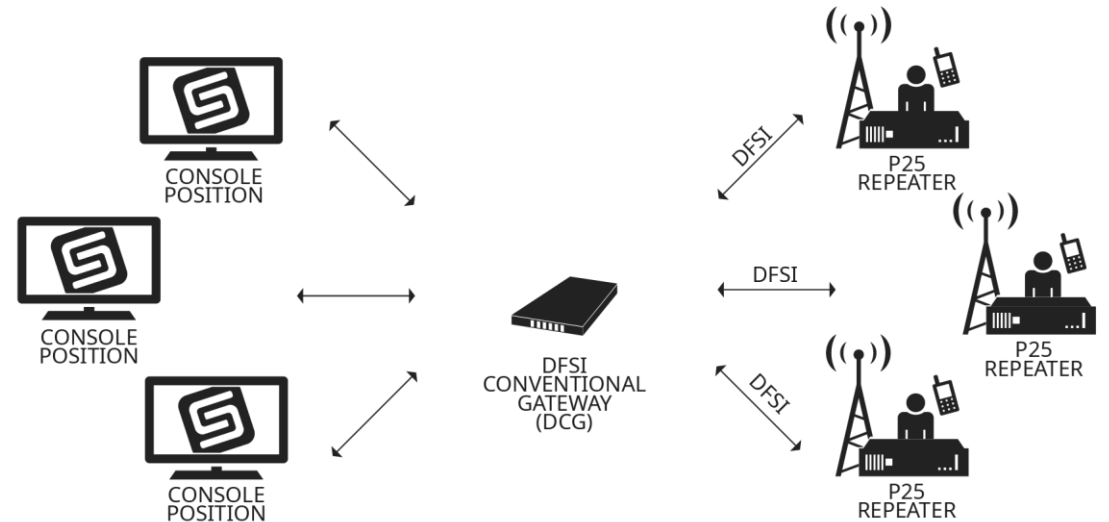 CONSOLE
POSITION
CONSOLE
POSITION
CONSOLE
POSITION
DFSI
CONVENTIONAL
GATEWAY
(DCG)
DFSI
DFSI
DFSI
P25
REPEATER
P25
REPEATER
P25
REPEATER